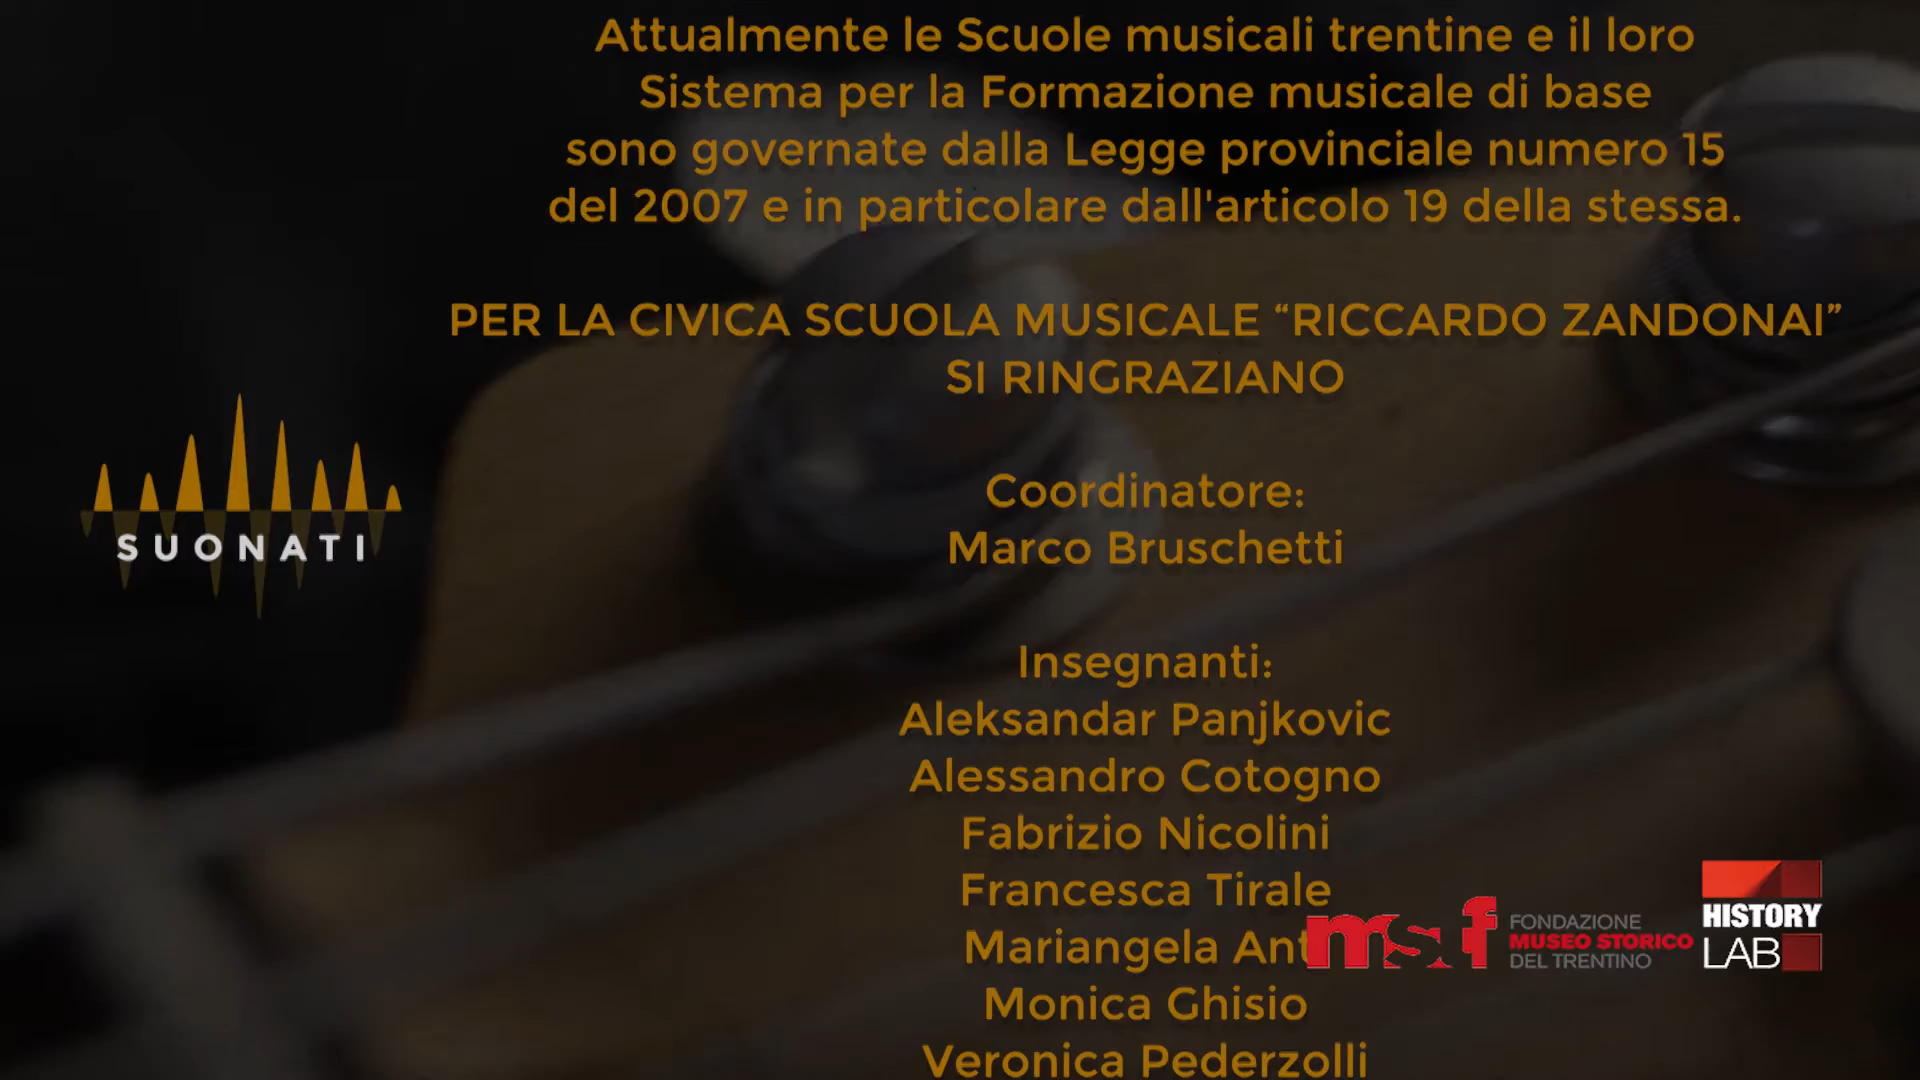 Attualmente le Scuole musicali trentine e il loro
Sistema per la Formazione musicale di base
sono governate dalla Legge provinciale numero 15
del 2007 e in particolare dall'articolo 19 della stessa.
PER LA CIVICA SCUOLA MUSICALE “RICCARDO ZANDONAI”
SI RINGRAZIANO
Coordinatore:
Marco Bruschetti
SUONATI
Insegnanti:
Aleksandar Panjkovic
Alessandro Cotogno
Fabrizio Nicolini
Francesca Tirale
Mariangela
Monica Ghisio
Veronica Pederzolli
FONDAZIONE
MUSEO STORICO
DEL TRENTINO
HISTORY
LAB